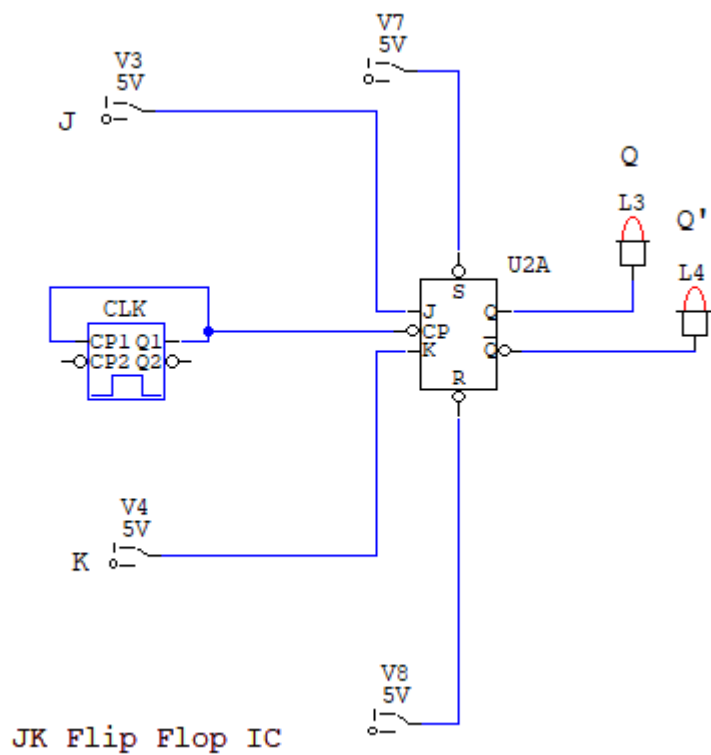 V7
5V
V3
5V
J
Q
L3
Q'
U2A
L4
S
CLK
J
Q
CP1 Q1
CP
CP2 Q2
K
Q
R
V4
5V
K
V8
5V
JK Flip Flop IC